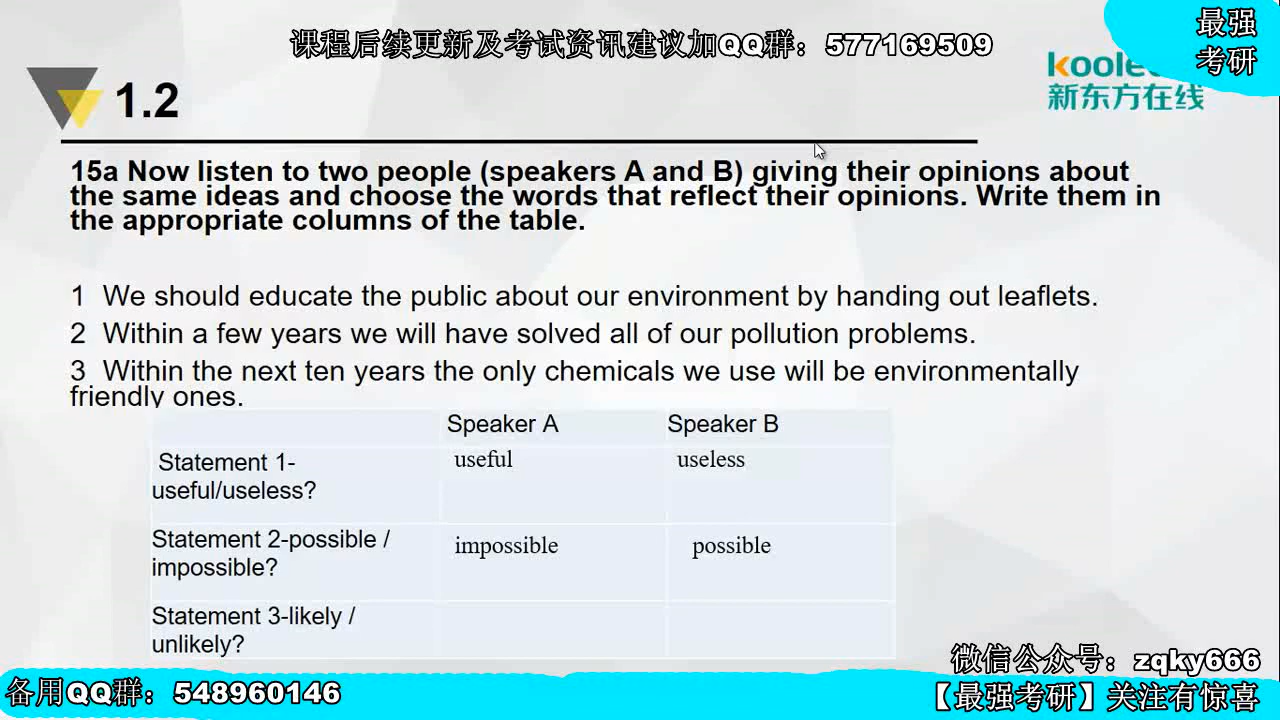 课程后续更新及考试资讯建议加QQ群：577169509
最强
考研
koole
新东方在线
1.2
15a Now listen to two people (speakers A and B) giving their opinions about
the same ideas and choose the words that reflect their opinions. Write them in
the appropriate columns of the table.
1 We should educate the public about our environment by handing out leaflets.
2 Within a few years we will have solved all of our pollution problems.
3 Within the next ten years the only chemicals we use will be environmentally
friendly ones.
Speaker A Speaker B
Statement 1- useful useless
useful/useless?
Statement 2-possible / impossible possible
impossible?
Statement 3-likely /
unlikely?
微信公众号：zqky666
备用QQ群：548960146
【最强考研】关注有惊喜